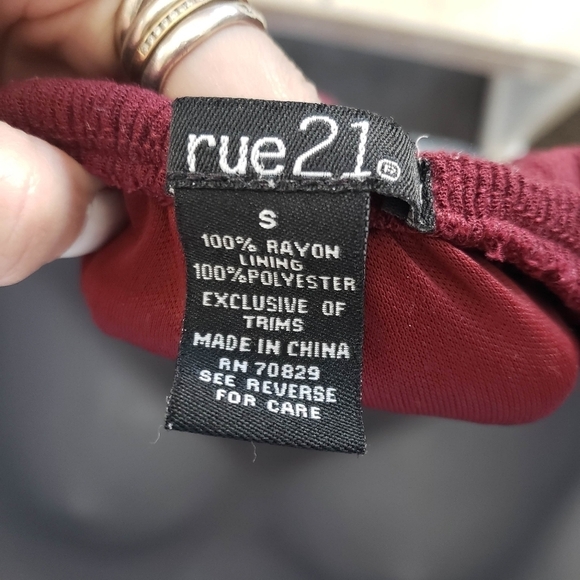 rue21®
S
100% RAYON
LINING
100%POLYESTER
EXCLUSIVE OF
TRIMS
MADE IN CHINA
RN 70829
SEE REVERSE
FOR CARE